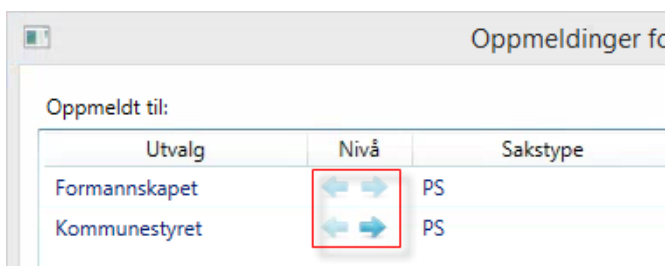 Oppmeldinger fo
Oppmeldt til:
Utvalg Nivå Sakstype
Formannskapet PS
Kommunestyret PS